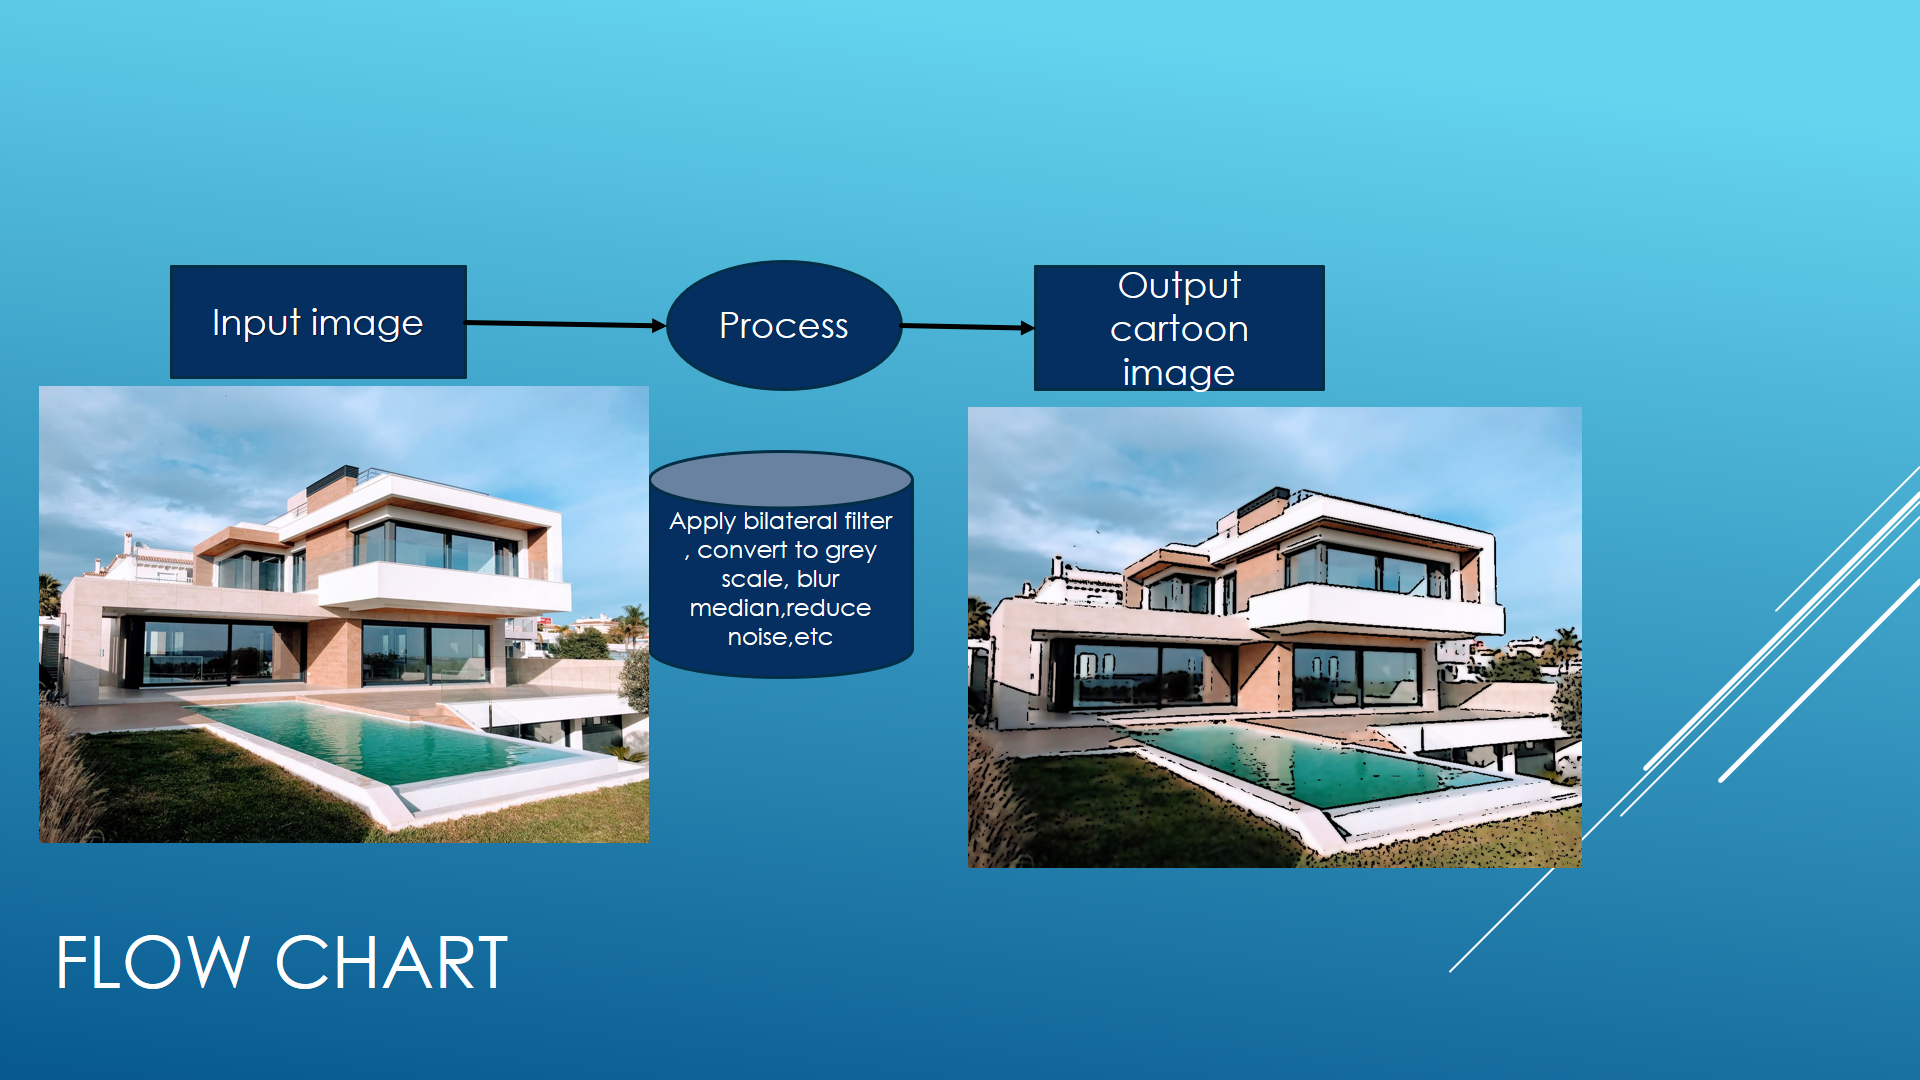 Input image
Process
Output
cartoon
image
Apply bilateral filter
, convert to grey
scale, blur
median,reduce
noise,etc
FLOW CHART